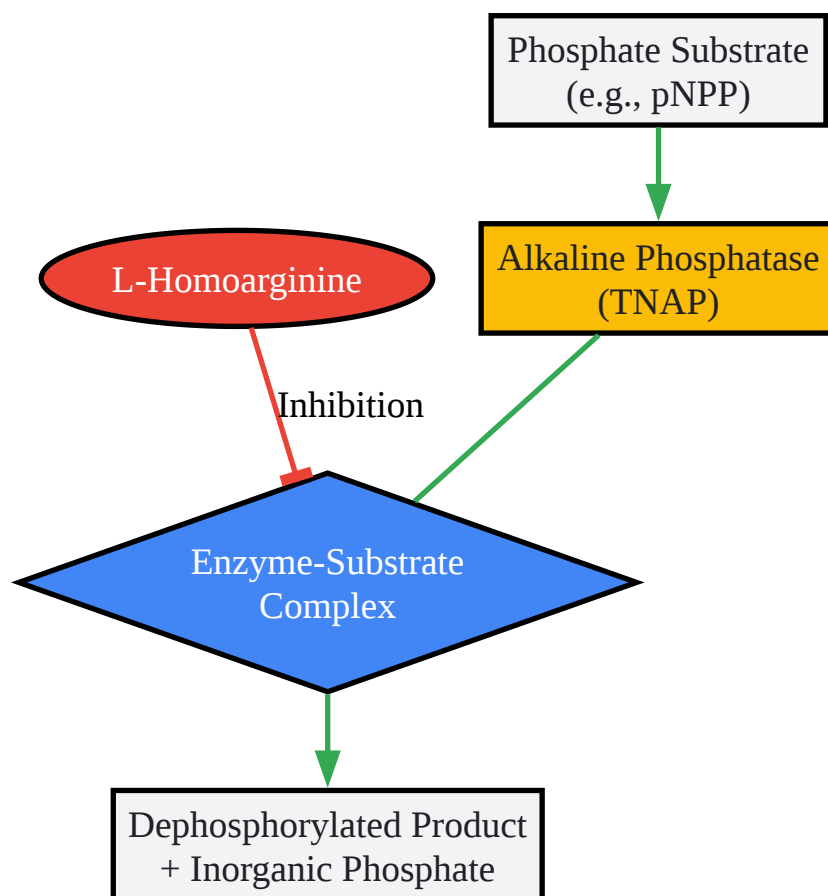 Phosphate Substrate
(e.g., pNPP)
Alkaline Phosphatase
(TNAP)
L-Homoarginine
Inhibition
Enzyme-Substrate
Complex
Dephosphorylated Product
+ Inorganic Phosphate